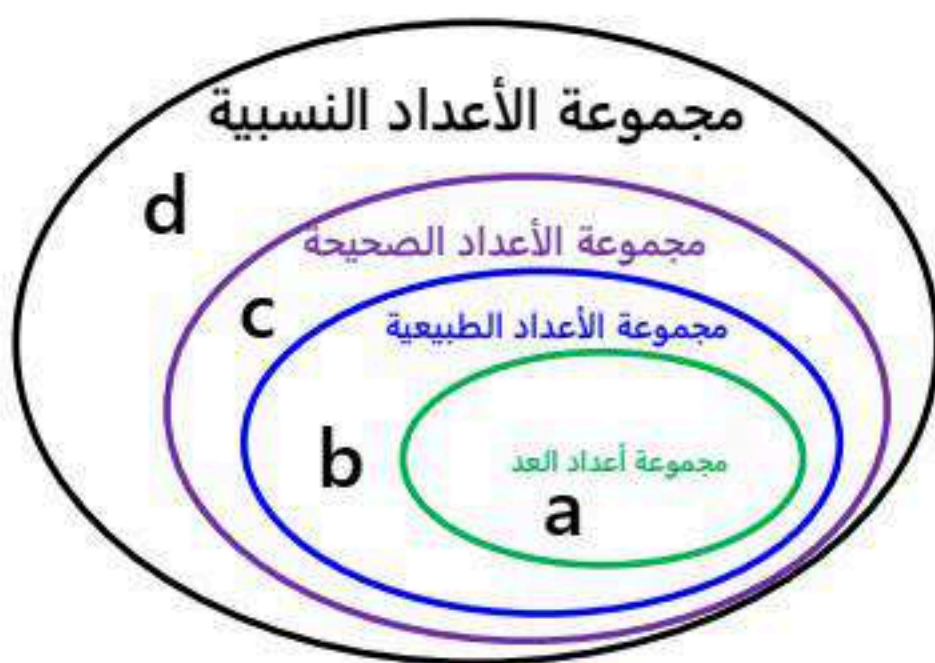 مجموعة الأعداد النسبية
d
مجموعة الأعداد الصحيحة
c
مجموعة الأعداد الطبيعية
b
مجموعة أعداد العد
a